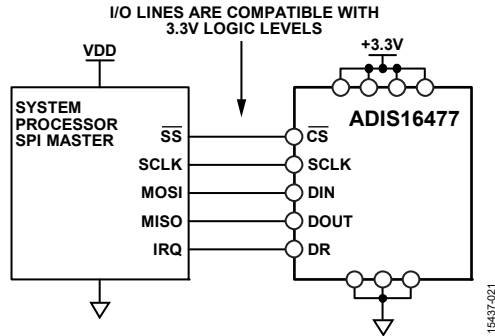 I/O LINES ARE COMPATIBLE WITH
3.3V LOGIC LEVELS
VDD
+3.3V
SYSTEM
PROCESSOR
SPI MASTER
ADIS16477
SS
CS
SCLK
SCLK
MOSI
DIN
MISO
DOUT
IRQ
DR
15437-021